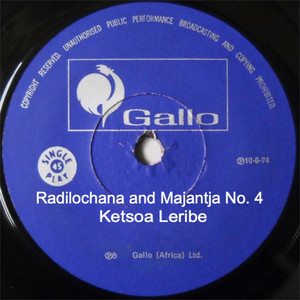 COPYRIGHT RESERVED. UNAUTHORISED PUBLIC PERFORMANCE BROADCASTING AND COPYING PROHIBITED.
Gallo
SINGLE
45
PLAY
℗10-6-74
Radilochana and Majantja No. 4
Ketsoa Leribe
Gallo (Africa) Ltd.